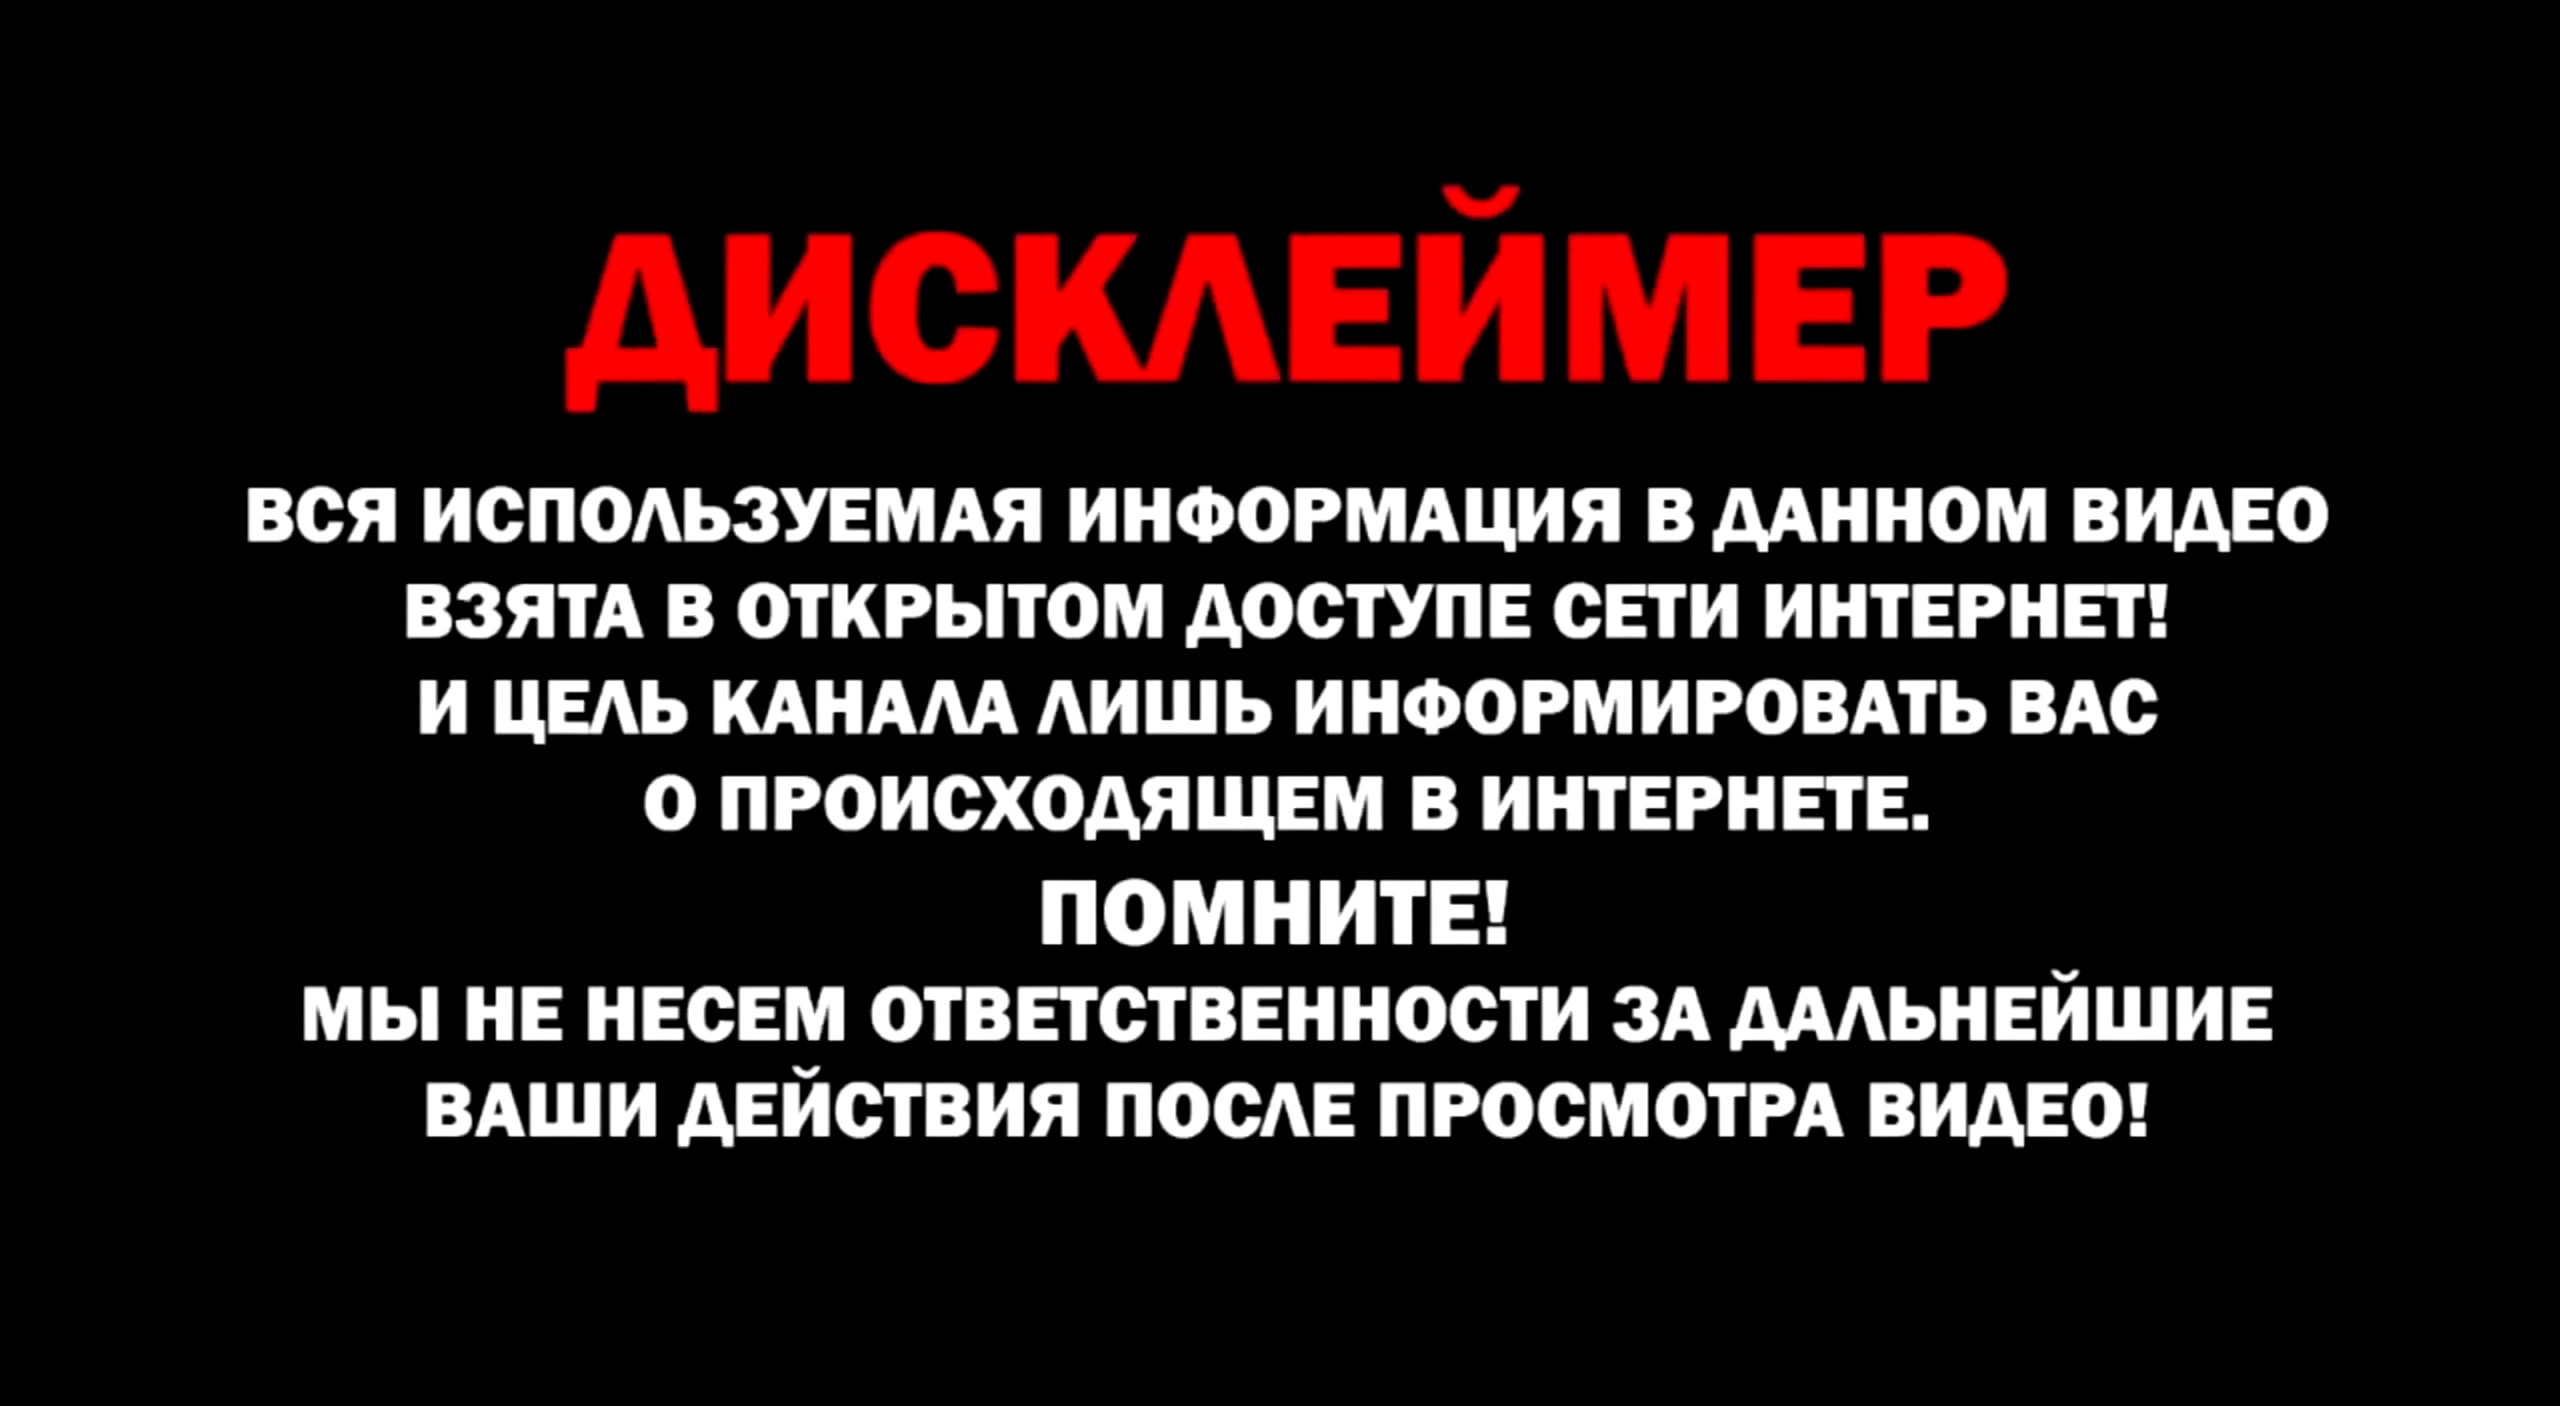 ДИСКЛЕЙМЕР
ВСЯ ИСПОЛЬЗУЕМАЯ ИНФОРМАЦИЯ В ДАННОМ ВИДЕО
ВЗЯТА В ОТКРЫТОМ ДОСТУПЕ СЕТИ ИНТЕРНЕТ!
И ЦЕЛЬ КАНАЛА ЛИШЬ ИНФОРМИРОВАТЬ ВАС
О ПРОИСХОДЯЩЕМ В ИНТЕРНЕТЕ.
ПОМНИТЕ!
МЫ НЕ НЕСЕМ ОТВЕТСТВЕННОСТИ ЗА ДАЛЬНЕЙШИЕ
ВАШИ ДЕЙСТВИЯ ПОСЛЕ ПРОСМОТРА ВИДЕО!